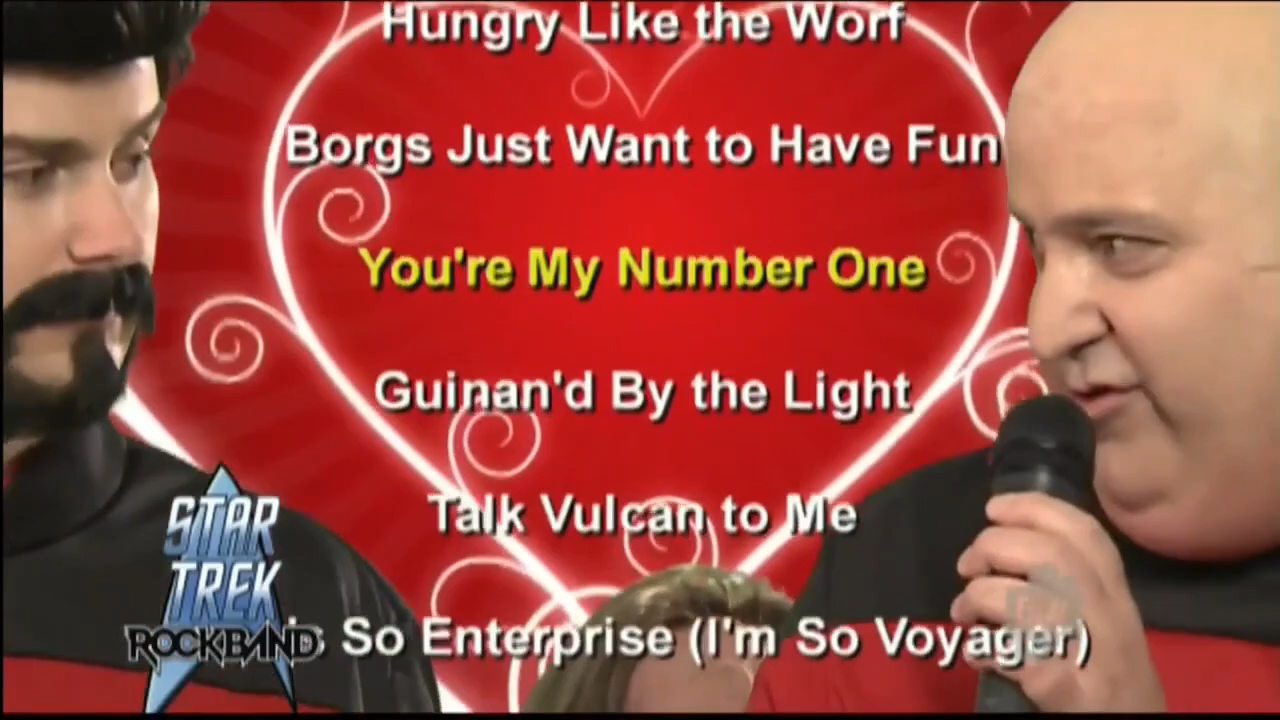 Hungry Like the Worf
Borgs Just Want to Have Fun
You're My Number One
Guinan'd By the Light
Talk Vulcan to Me
So Enterprise (I'm So Voyager)
STAR
TREK
ROCKBAND